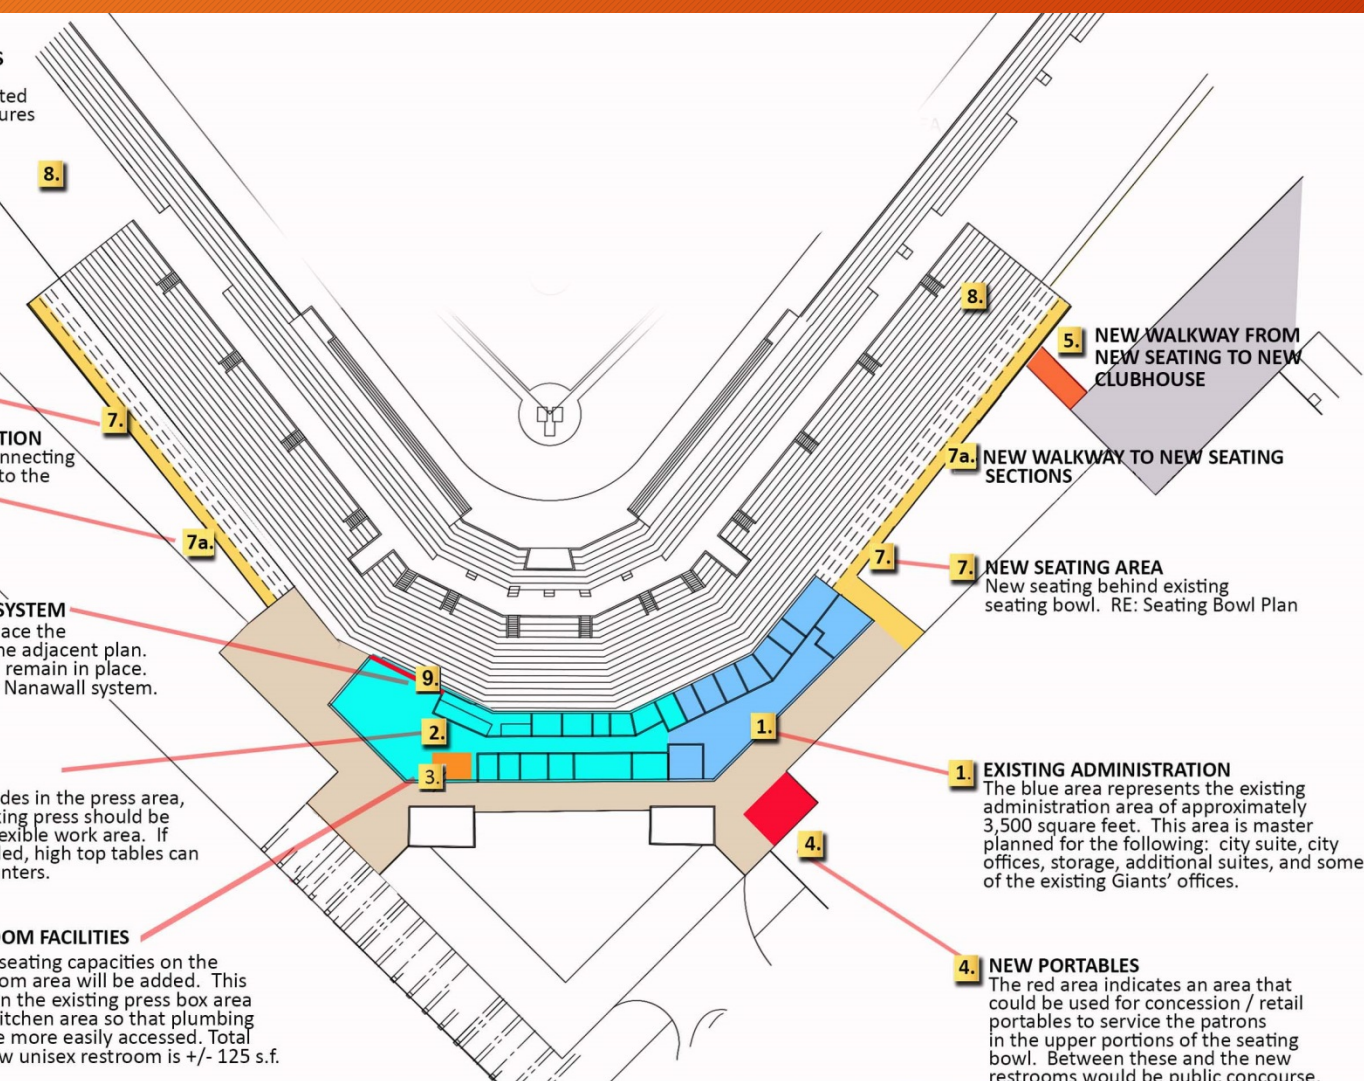 S
ted
ures
8.
8.
5. NEW WALKWAY FROM
NEW SEATING TO NEW
CLUBHOUSE
7.
TION
nnecting
to the
7a. NEW WALKWAY TO NEW SEATING
SECTIONS
7a.
7.
7. NEW SEATING AREA
New seating behind existing
seating bowl.  RE: Seating Bowl Plan
SYSTEM
ace the
he adjacent plan.
remain in place.
Nanawall system.
9.
2.
1.
3.
1. EXISTING ADMINISTRATION
The blue area represents the existing
administration area of approximately
3,500 square feet.  This area is master
planned for the following:  city suite, city
offices, storage, additional suites, and some
of the existing Giants' offices.
des in the press area,
king press should be
exible work area.  If
led, high top tables can
nters.
4.
OOM FACILITIES
seating capacities on the
om area will be added.  This
n the existing press box area
itchen area so that plumbing
e more easily accessed. Total
w unisex restroom is +/- 125 s.f.
4. NEW PORTABLES
The red area indicates an area that
could be used for concession / retail
portables to service the patrons
in the upper portions of the seating
bowl.  Between these and the new
restrooms would be public concourse.